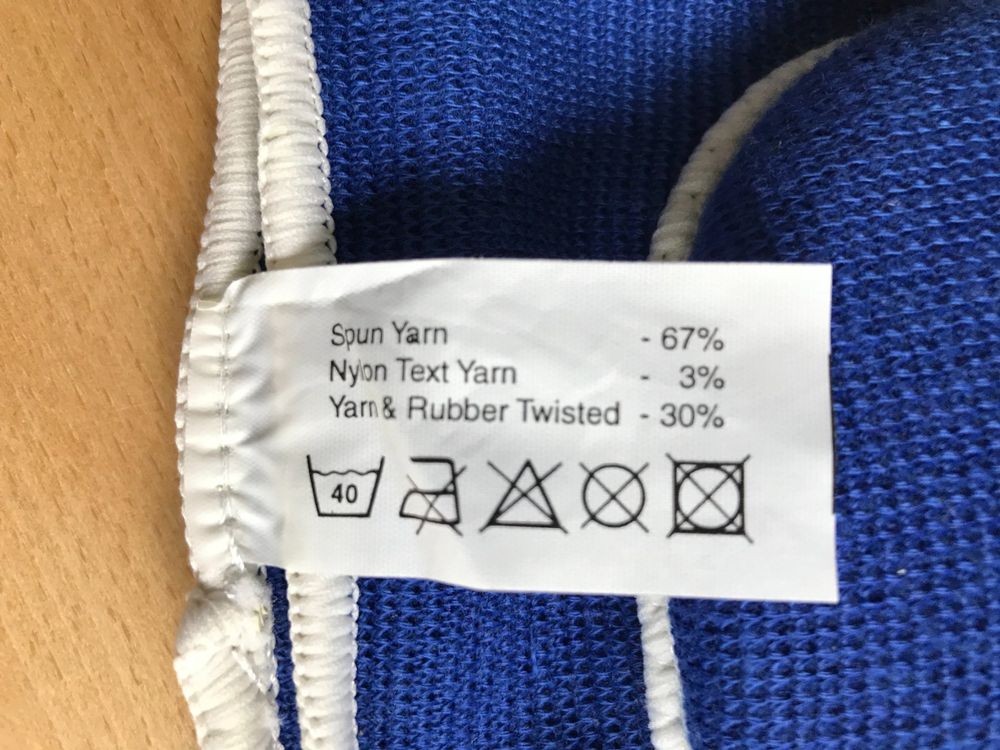 Spun Yarn - 67%
Nylon Text Yarn - 3%
Yarn & Rubber Twisted - 30%
40